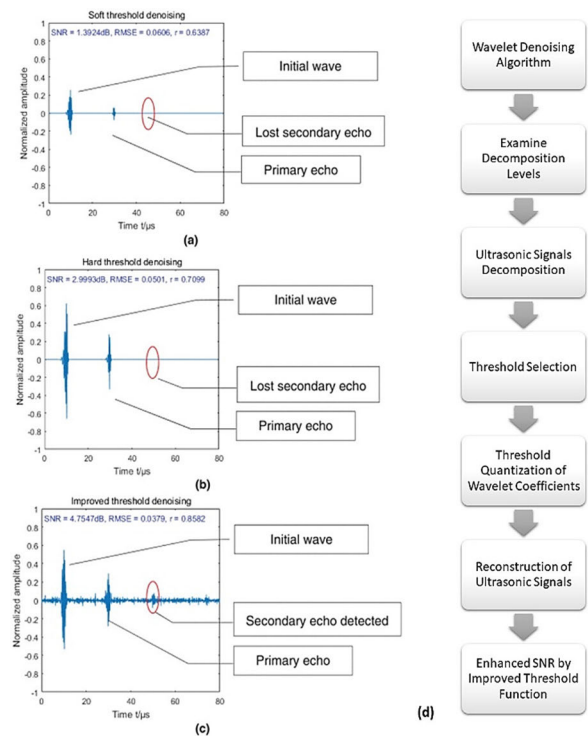 Soft threshold denoising
SNR = 1.3924dB, RMSE = 0.0606, r = 0.6387
Normalized amplitude
1
0.8
0.6
0.4
0.2
0
-0.2
-0.4
-0.6
-0.8
-1
0 20 40 60 80
Time t/μs
Initial wave
Lost secondary echo
Primary echo
(a)
Hard threshold denoising
SNR = 2.9993dB, RMSE = 0.0501, r = 0.7099
Normalized amplitude
1
0.8
0.6
0.4
0.2
0
-0.2
-0.4
-0.6
-0.8
-1
0 20 40 60 80
Time t/μs
Initial wave
Lost secondary echo
Primary echo
(b)
Improved threshold denoising
SNR = 4.7547dB, RMSE = 0.0379, r = 0.8582
Normalized amplitude
1
0.8
0.6
0.4
0.2
0
-0.2
-0.4
-0.6
-0.8
-1
0 20 40 60 80
Time t/μs
Initial wave
Secondary echo detected
Primary echo
(c)
Wavelet Denoising
Algorithm
Examine
Decomposition
Levels
Ultrasonic Signals
Decomposition
Threshold Selection
Threshold
Quantization of
Wavelet Coefficients
Reconstruction of
Ultrasonic Signals
Enhanced SNR by
Improved Threshold
Function
(d)